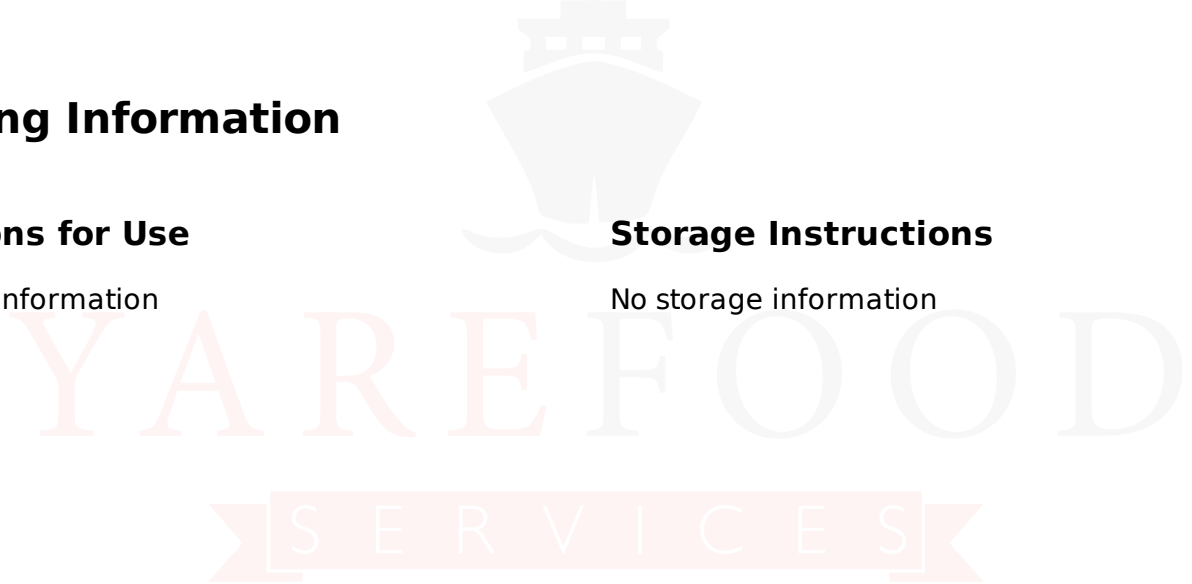 ng Information
ons for Use
nformation
Storage Instructions
No storage information
YAREFOOD
SERVICES